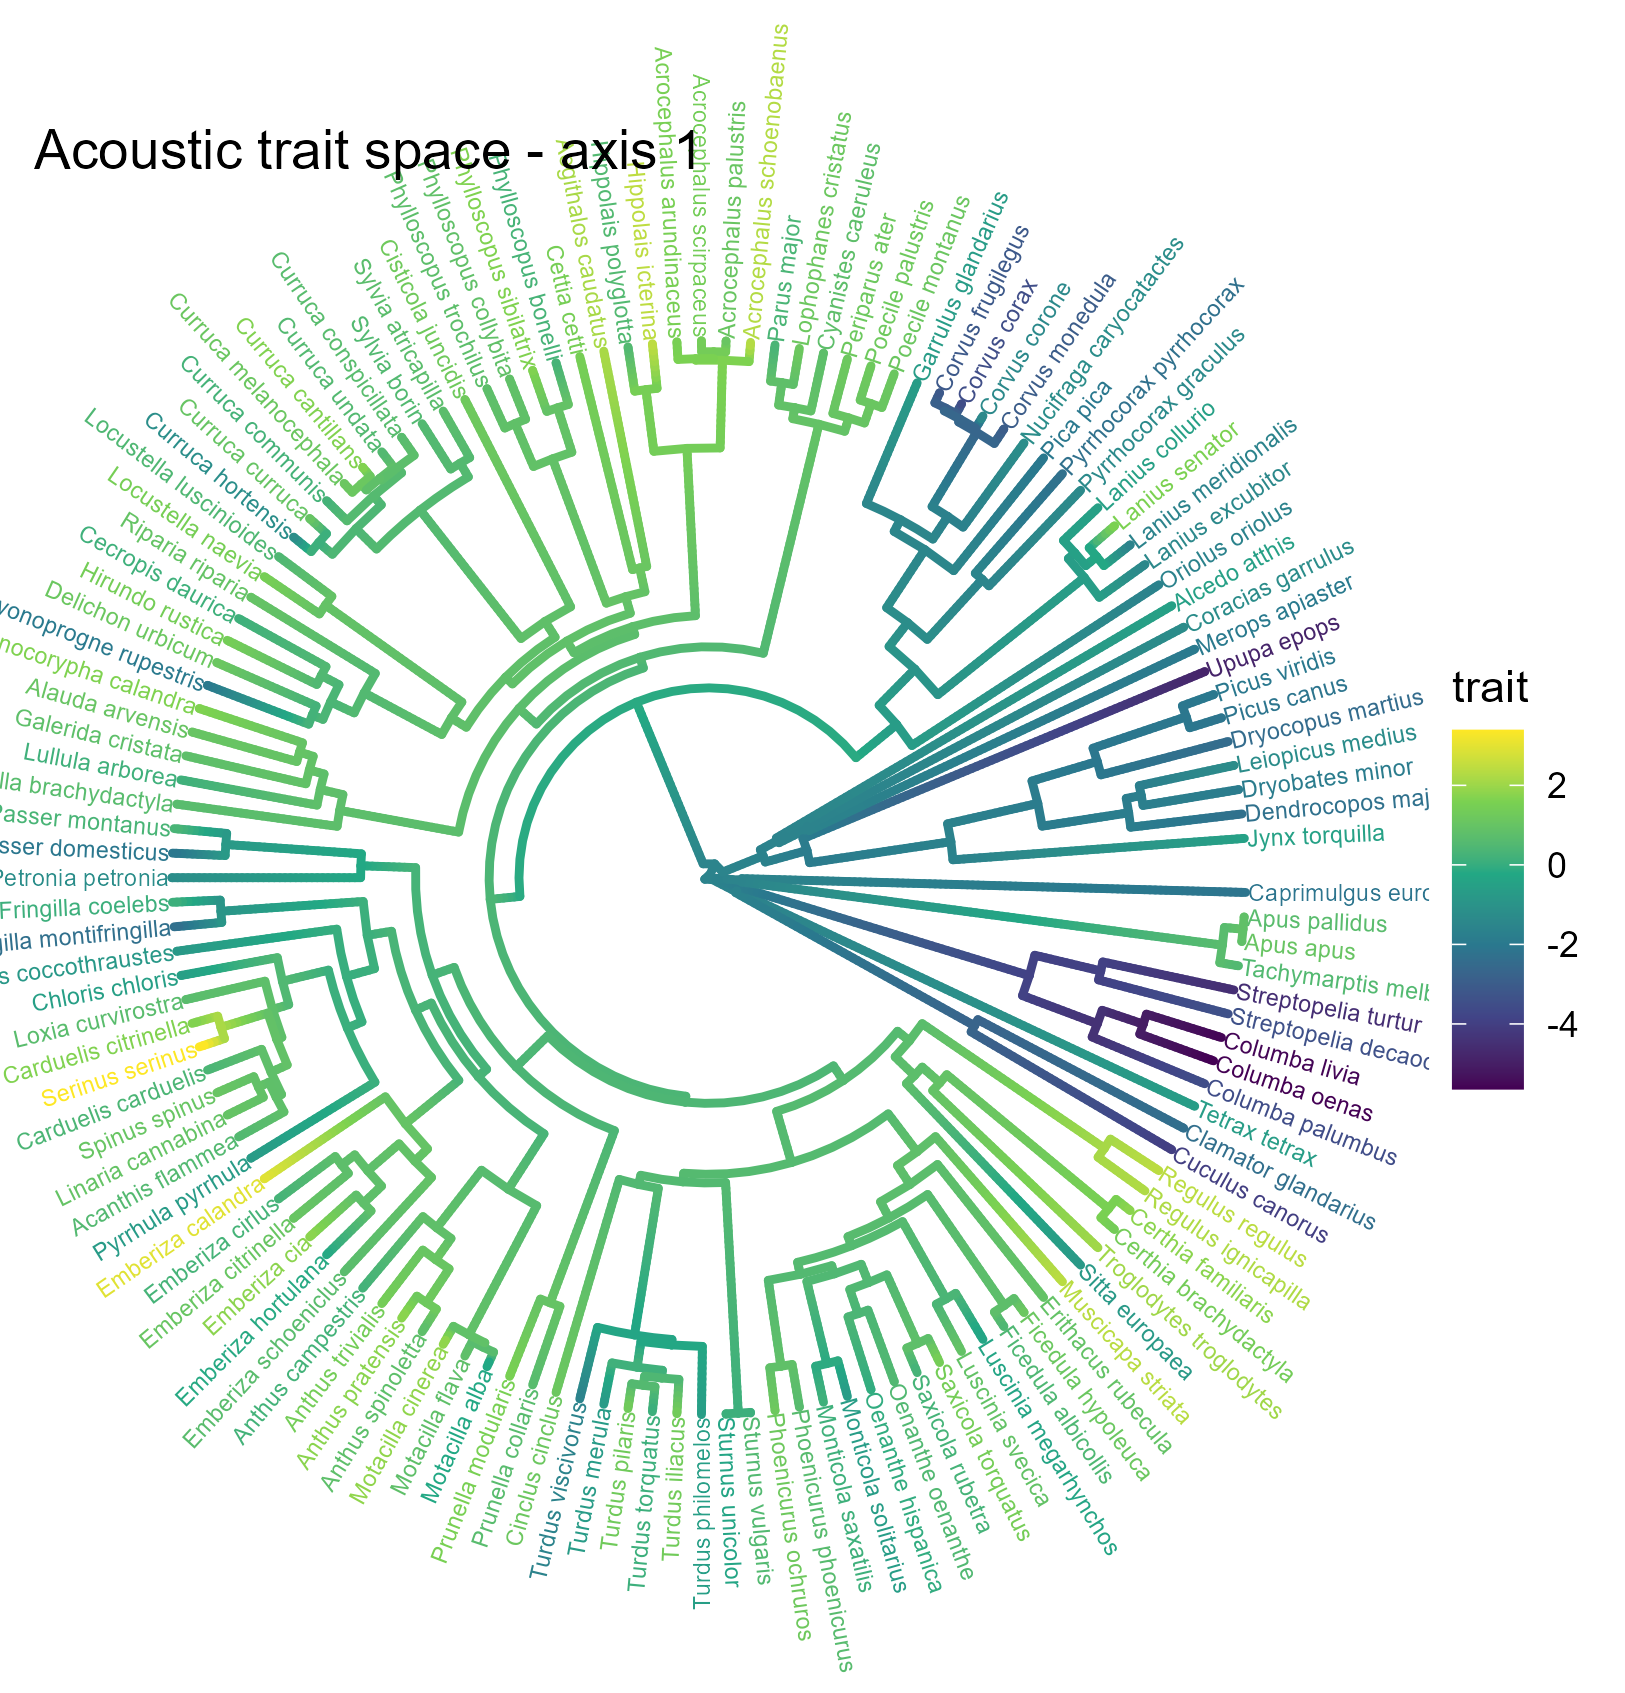 Acoustic trait space - axis 1
Acrocephalus arundinaceus
Acrocephalus scirpaceus
Acrocephalus palustris
Acrocephalus schoenobaenus
Parus major
Lophophanes cristatus
Cyanistes caeruleus
Periparus ater
Poecile palustris
Poecile montanus
Garrulus glandarius
Corvus frugilegus
Corvus corax
Corvus corone
Corvus monedula
Nucifraga caryocatactes
Pica pica
Pyrrhocorax pyrrhocorax
Pyrrhocorax graculus
Lanius collurio
Lanius senator
Lanius meridionalis
Lanius excubitor
Oriolus oriolus
Alcedo atthis
Coracias garrulus
Merops apiaster
Upupa epops
Picus viridis
Picus canus
Dryocopus martius
Leiopicus medius
Dryobates minor
Dendrocopos maj
Jynx torquilla
Caprimulgus euro
Apus pallidus
Apus apus
Tachymarptis melb
Streptopelia turtur
Streptopelia decaoc
Columba livia
Columba oenas
Columba palumbus
Tetrax tetrax
Clamator glandarius
Cuculus canorus
Regulus regulus
Regulus ignicapilla
Certhia familiaris
Certhia brachydactyla
Troglodytes troglodytes
Sitta europaea
Muscicapa striata
Erithacus rubecula
Ficedula hypoleuca
Ficedula albicollis
Luscinia megarhynchos
Luscinia svecica
Saxicola torquatus
Saxicola rubetra
Oenanthe oenanthe
Oenanthe hispanica
Monticola solitarius
Monticola saxatilis
Phoenicurus phoenicurus
Phoenicurus ochruros
Sturnus vulgaris
Sturnus unicolor
Turdus philomelos
Turdus iliacus
Turdus torquatus
Turdus pilaris
Turdus merula
Turdus viscivorus
Cinclus cinclus
Prunella collaris
Prunella modularis
Motacilla alba
Motacilla flava
Motacilla cinerea
Anthus spinoletta
Anthus pratensis
Anthus trivialis
Anthus campestris
Emberiza schoeniclus
Emberiza hortulana
Emberiza cia
Emberiza citrinella
Emberiza cirlus
Emberiza calandra
Pyrrhula pyrrhula
Acanthis flammea
Linaria cannabina
Spinus spinus
Carduelis carduelis
Serinus serinus
Carduelis citrinella
Loxia curvirostra
Chloris chloris
s coccothraustes
gilla montifringilla
Fringilla coelebs
Petronia petronia
sser domesticus
Passer montanus
lla brachydactyla
Lullula arborea
Galerida cristata
Alauda arvensis
nocorypha calandra
yonoprogne rupestris
Delichon urbicum
Hirundo rustica
Cecropis daurica
Riparia riparia
Locustella naevia
Locustella luscinioides
Curruca hortensis
Curruca curruca
Curruca communis
Curruca melanocephala
Curruca cantillans
Curruca undata
Curruca conspicillata
Sylvia borin
Sylvia atricapilla
Cisticola juncidis
Phylloscopus trochilus
Phylloscopus collybita
Phylloscopus sibilatrix
Phylloscopus bonelli
Cettia cetti
Aegithalos caudatus
Hippolais polyglotta
Hippolais icterina
trait
2
0
-2
-4